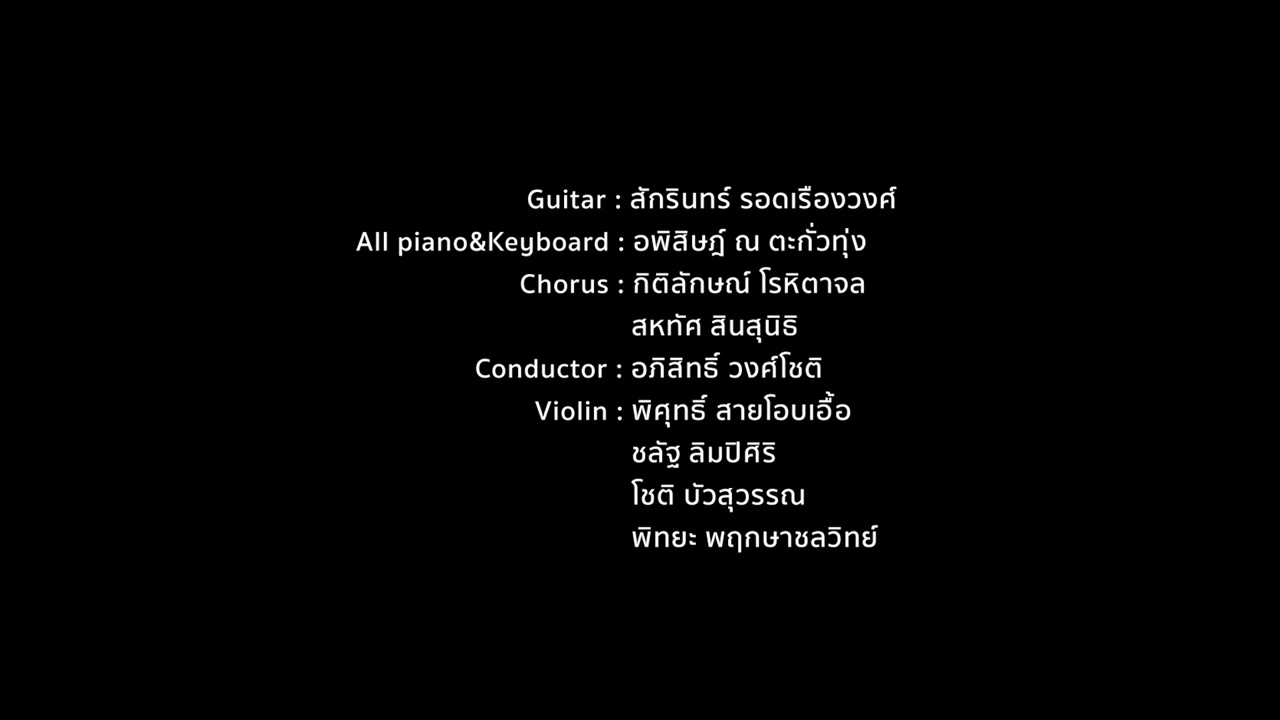 Guitar : สักรินทร์ รอดเรืองวงศ์
All piano&Keyboard : อพิสิษฎ์ ณ ตะกั่วทุ่ง
Chorus : กิติลักษณ์ โรหิตาจล
สหทัศ สินสุนิธิ
Conductor : อภิสิทธิ์ วงศ์โชติ
Violin : พิศุทธิ์ สายโอบเอื้อ
ชลัฐ ลิมปิศิริ
โชติ บัวสุวรรณ
พิทยะ พฤกษาชลวิทย์